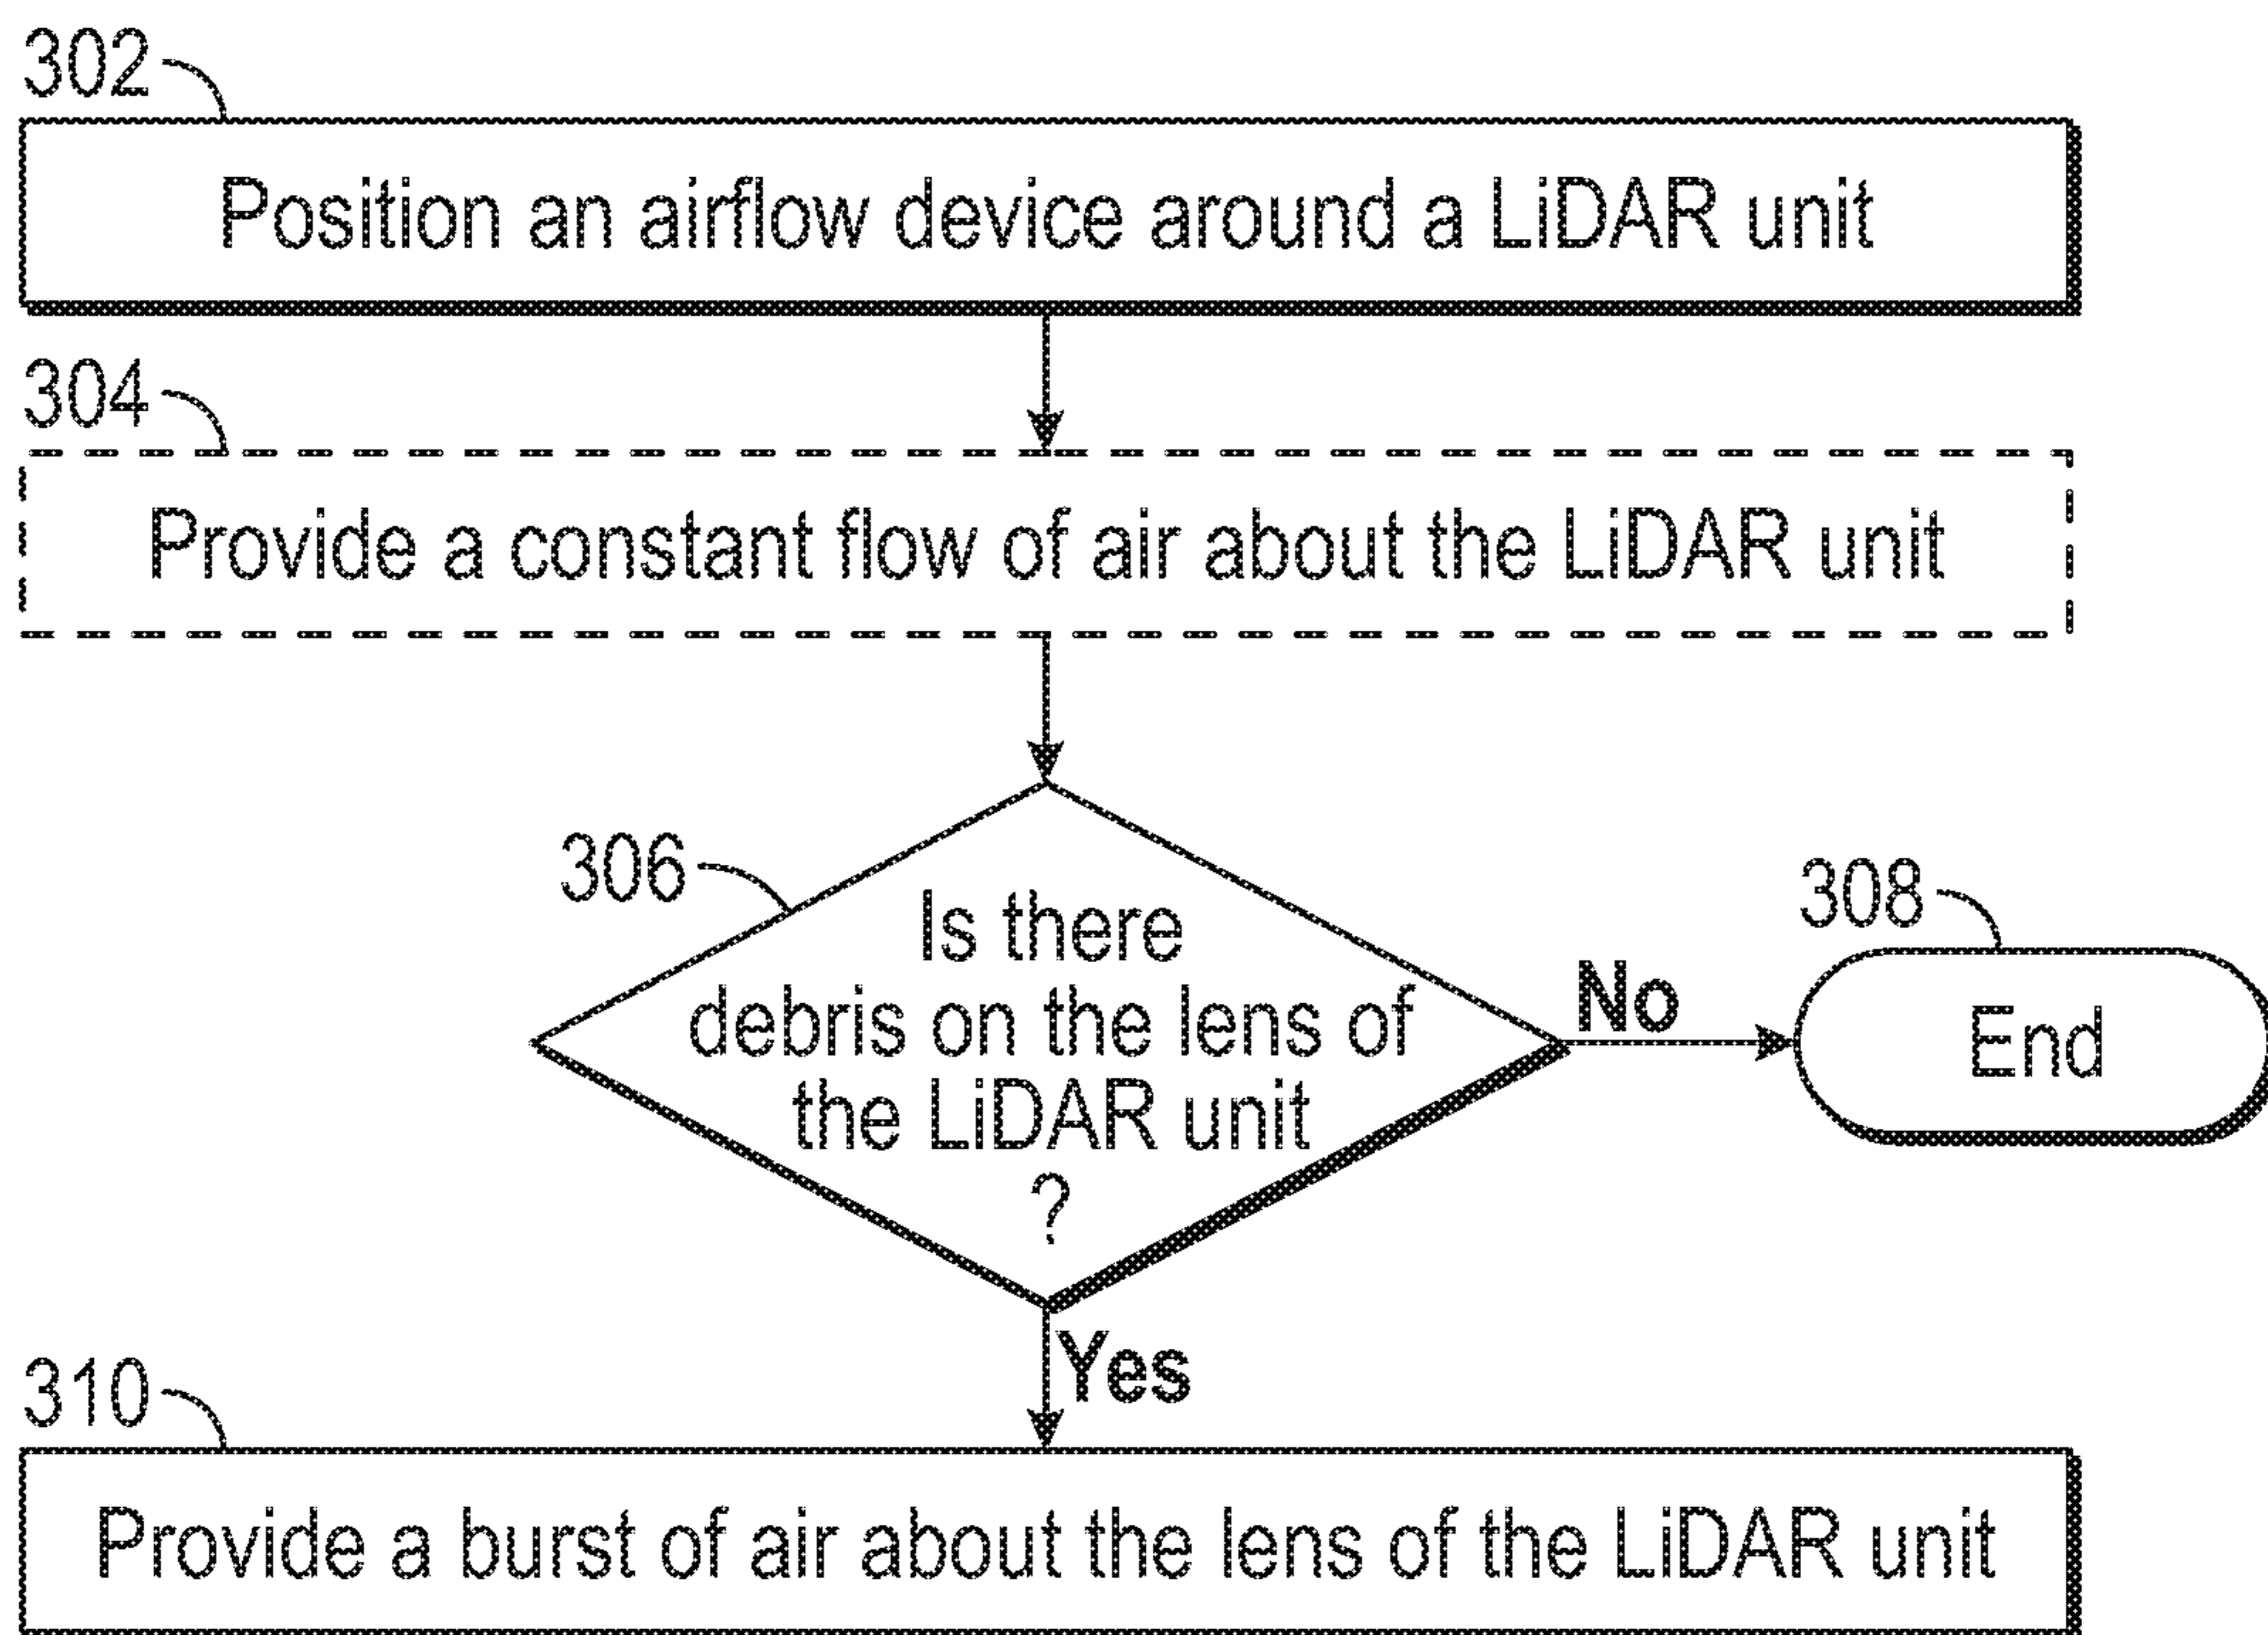 302
Position an airflow device around a LiDAR unit
304
Provide a constant flow of air about the LiDAR unit
306
Is there
debris on the lens of
the LiDAR unit
?
No
308
End
Yes
310
Provide a burst of air about the lens of the LiDAR unit